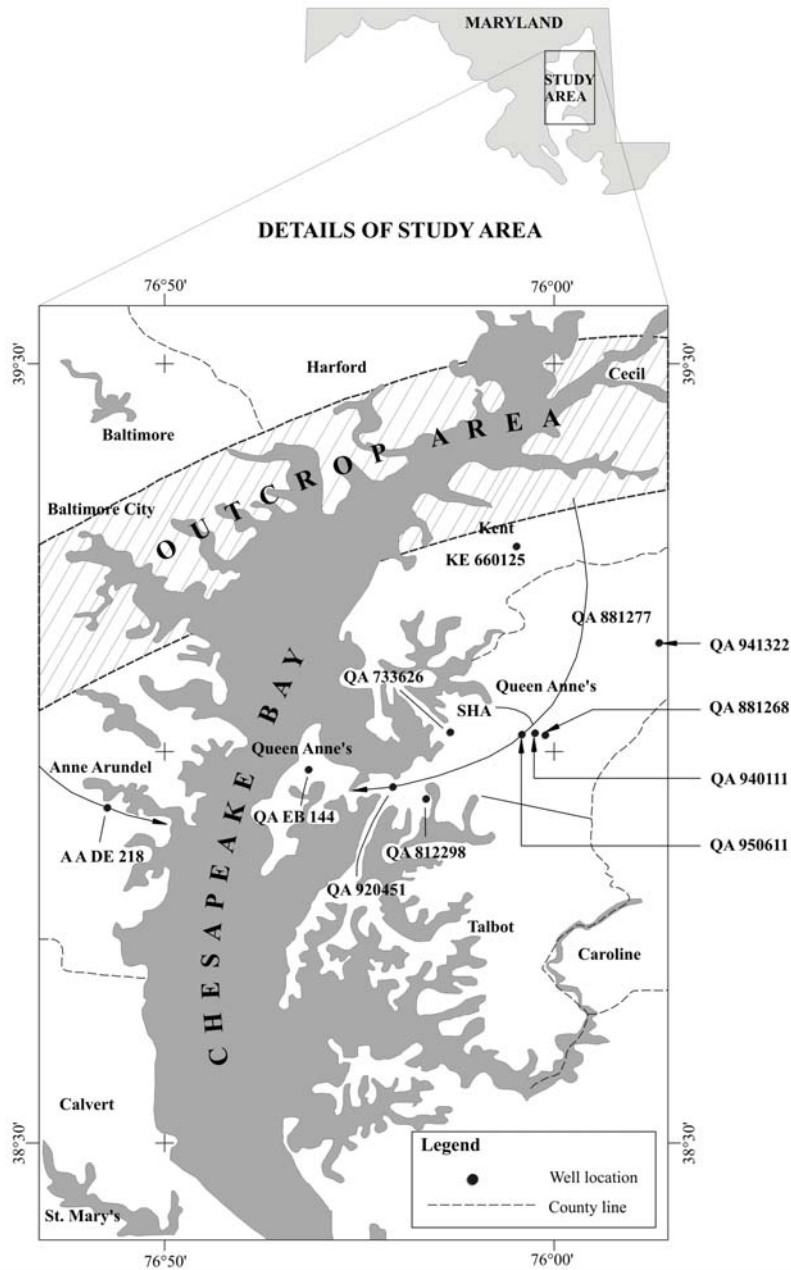 MARYLAND
STUDY
AREA
DETAILS OF STUDY AREA
76°50'
76°00'
39°30'
39°30'
Harford
Cecil
Baltimore
OUTCROP AREA
Baltimore City
Kent
KE 660125
QA 881277
QA 941322
QA 733626
Queen Anne's
SHA
QA 881268
CHESAPEAKE BAY
Queen Anne's
Anne Arundel
QA 940111
QA EB 144
QA 812298
QA 950611
A A DE 218
QA 920451
Talbot
Caroline
Calvert
38°30'
38°30'
Legend
Well location
County line
St. Mary's
76°50'
76°00'